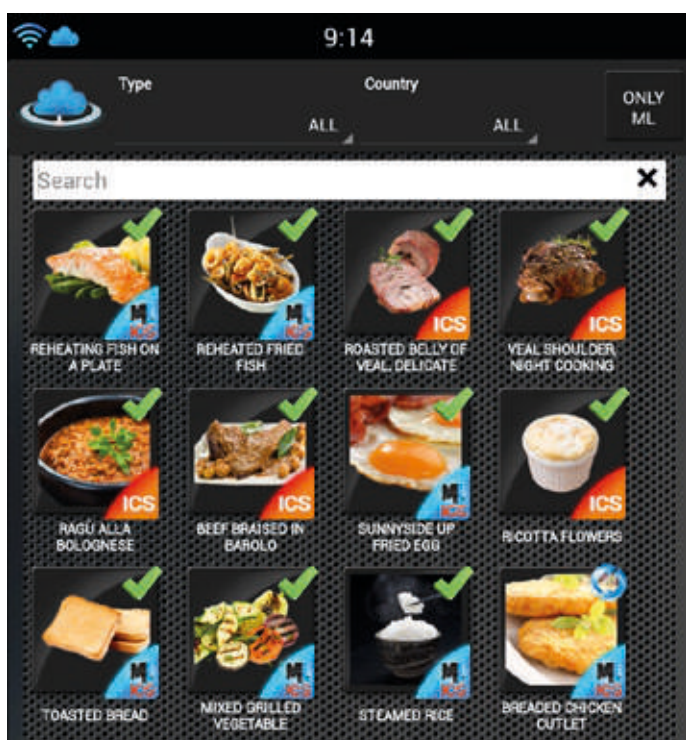 9:14
Type
Country
ALL
ALL
ONLY
ML
Search
M
ICS
M
ICS
ICS
ICS
REHEATING FISH ON
A PLATE
REHEATED FRIED
FISH
ROASTED BELLY OF
VEAL, DELICATE
VEAL SHOULDER,
NIGHT COOKING
ICS
ICS
M
ICS
ICS
RAGÙ ALLA
BOLOGNESE
BEEF BRAISED IN
BAROLO
SUNNYSIDE UP
FRIED EGG
RICOTTA FLOWERS
M
ICS
M
ICS
M
ICS
M
ICS
TOASTED BREAD
MIXED GRILLED
VEGETABLE
STEAMED RICE
BREADED CHICKEN
CUTLET